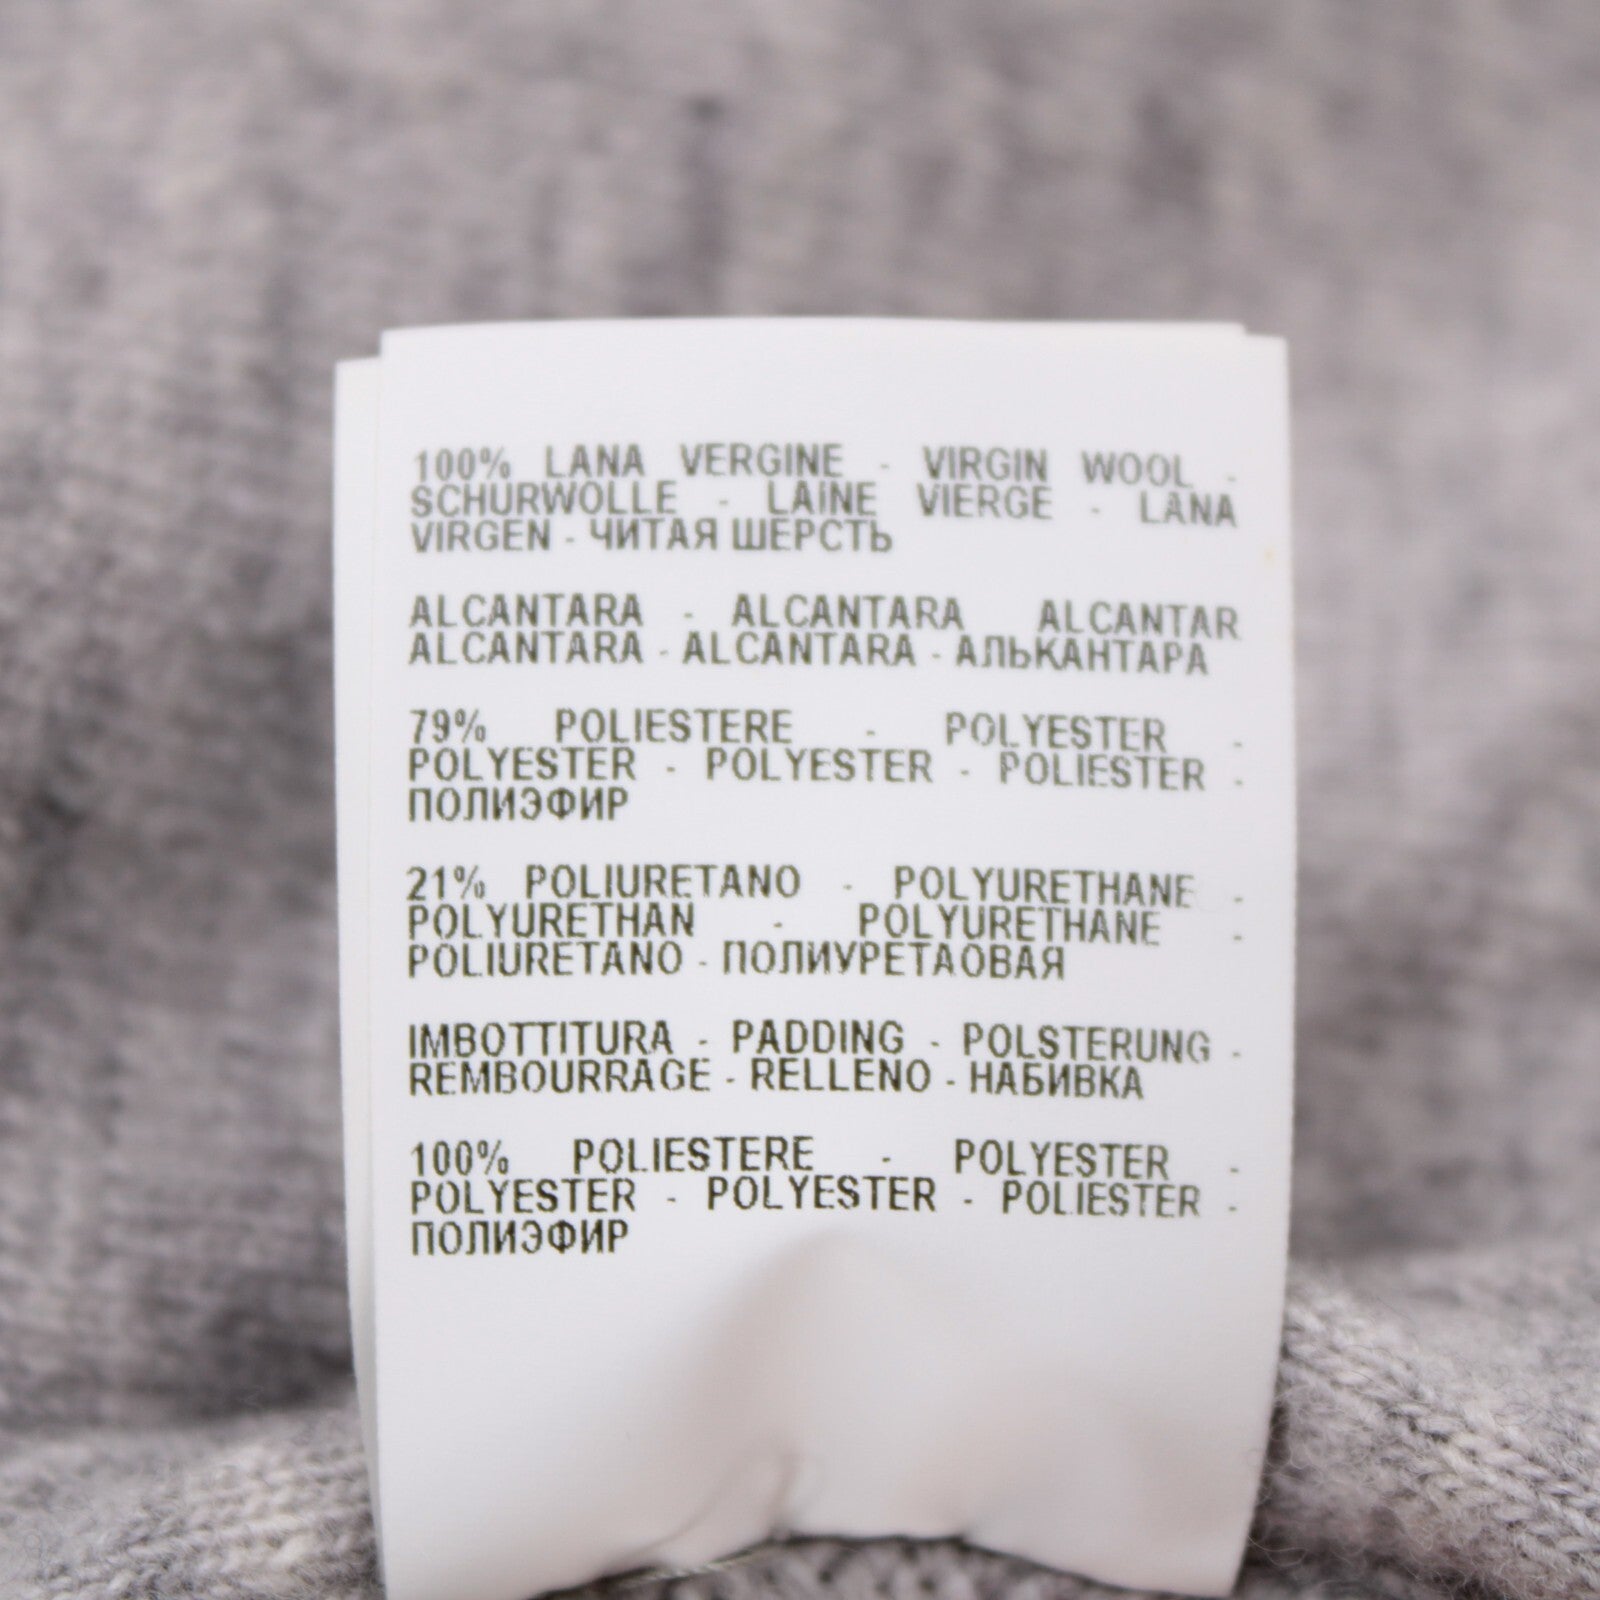 100% LANA VERGINE - VIRGIN WOOL -
SCHURWOLLE - LAINE VIERGE - LANA
VIRGEN - ЧИТАЯ ШЕРСТЬ
ALCANTARA - ALCANTARA ALCANTAR
ALCANTARA - ALCANTARA - АЛЬКАНТАРА
79% POLIESTERE - POLYESTER -
POLYESTER - POLYESTER - POLIESTER -
ПОЛИЭФИР
21% POLIURETANO - POLYURETHANE -
POLYURETHAN - POLYURETHANE -
POLIURETANO - ПОЛИУРЕТАОВАЯ
IMBOTTITURA - PADDING - POLSTERUNG -
REMBOURRAGE - RELLENO - НАБИВКА
100% POLIESTERE - POLYESTER -
POLYESTER - POLYESTER - POLIESTER -
ПОЛИЭФИР